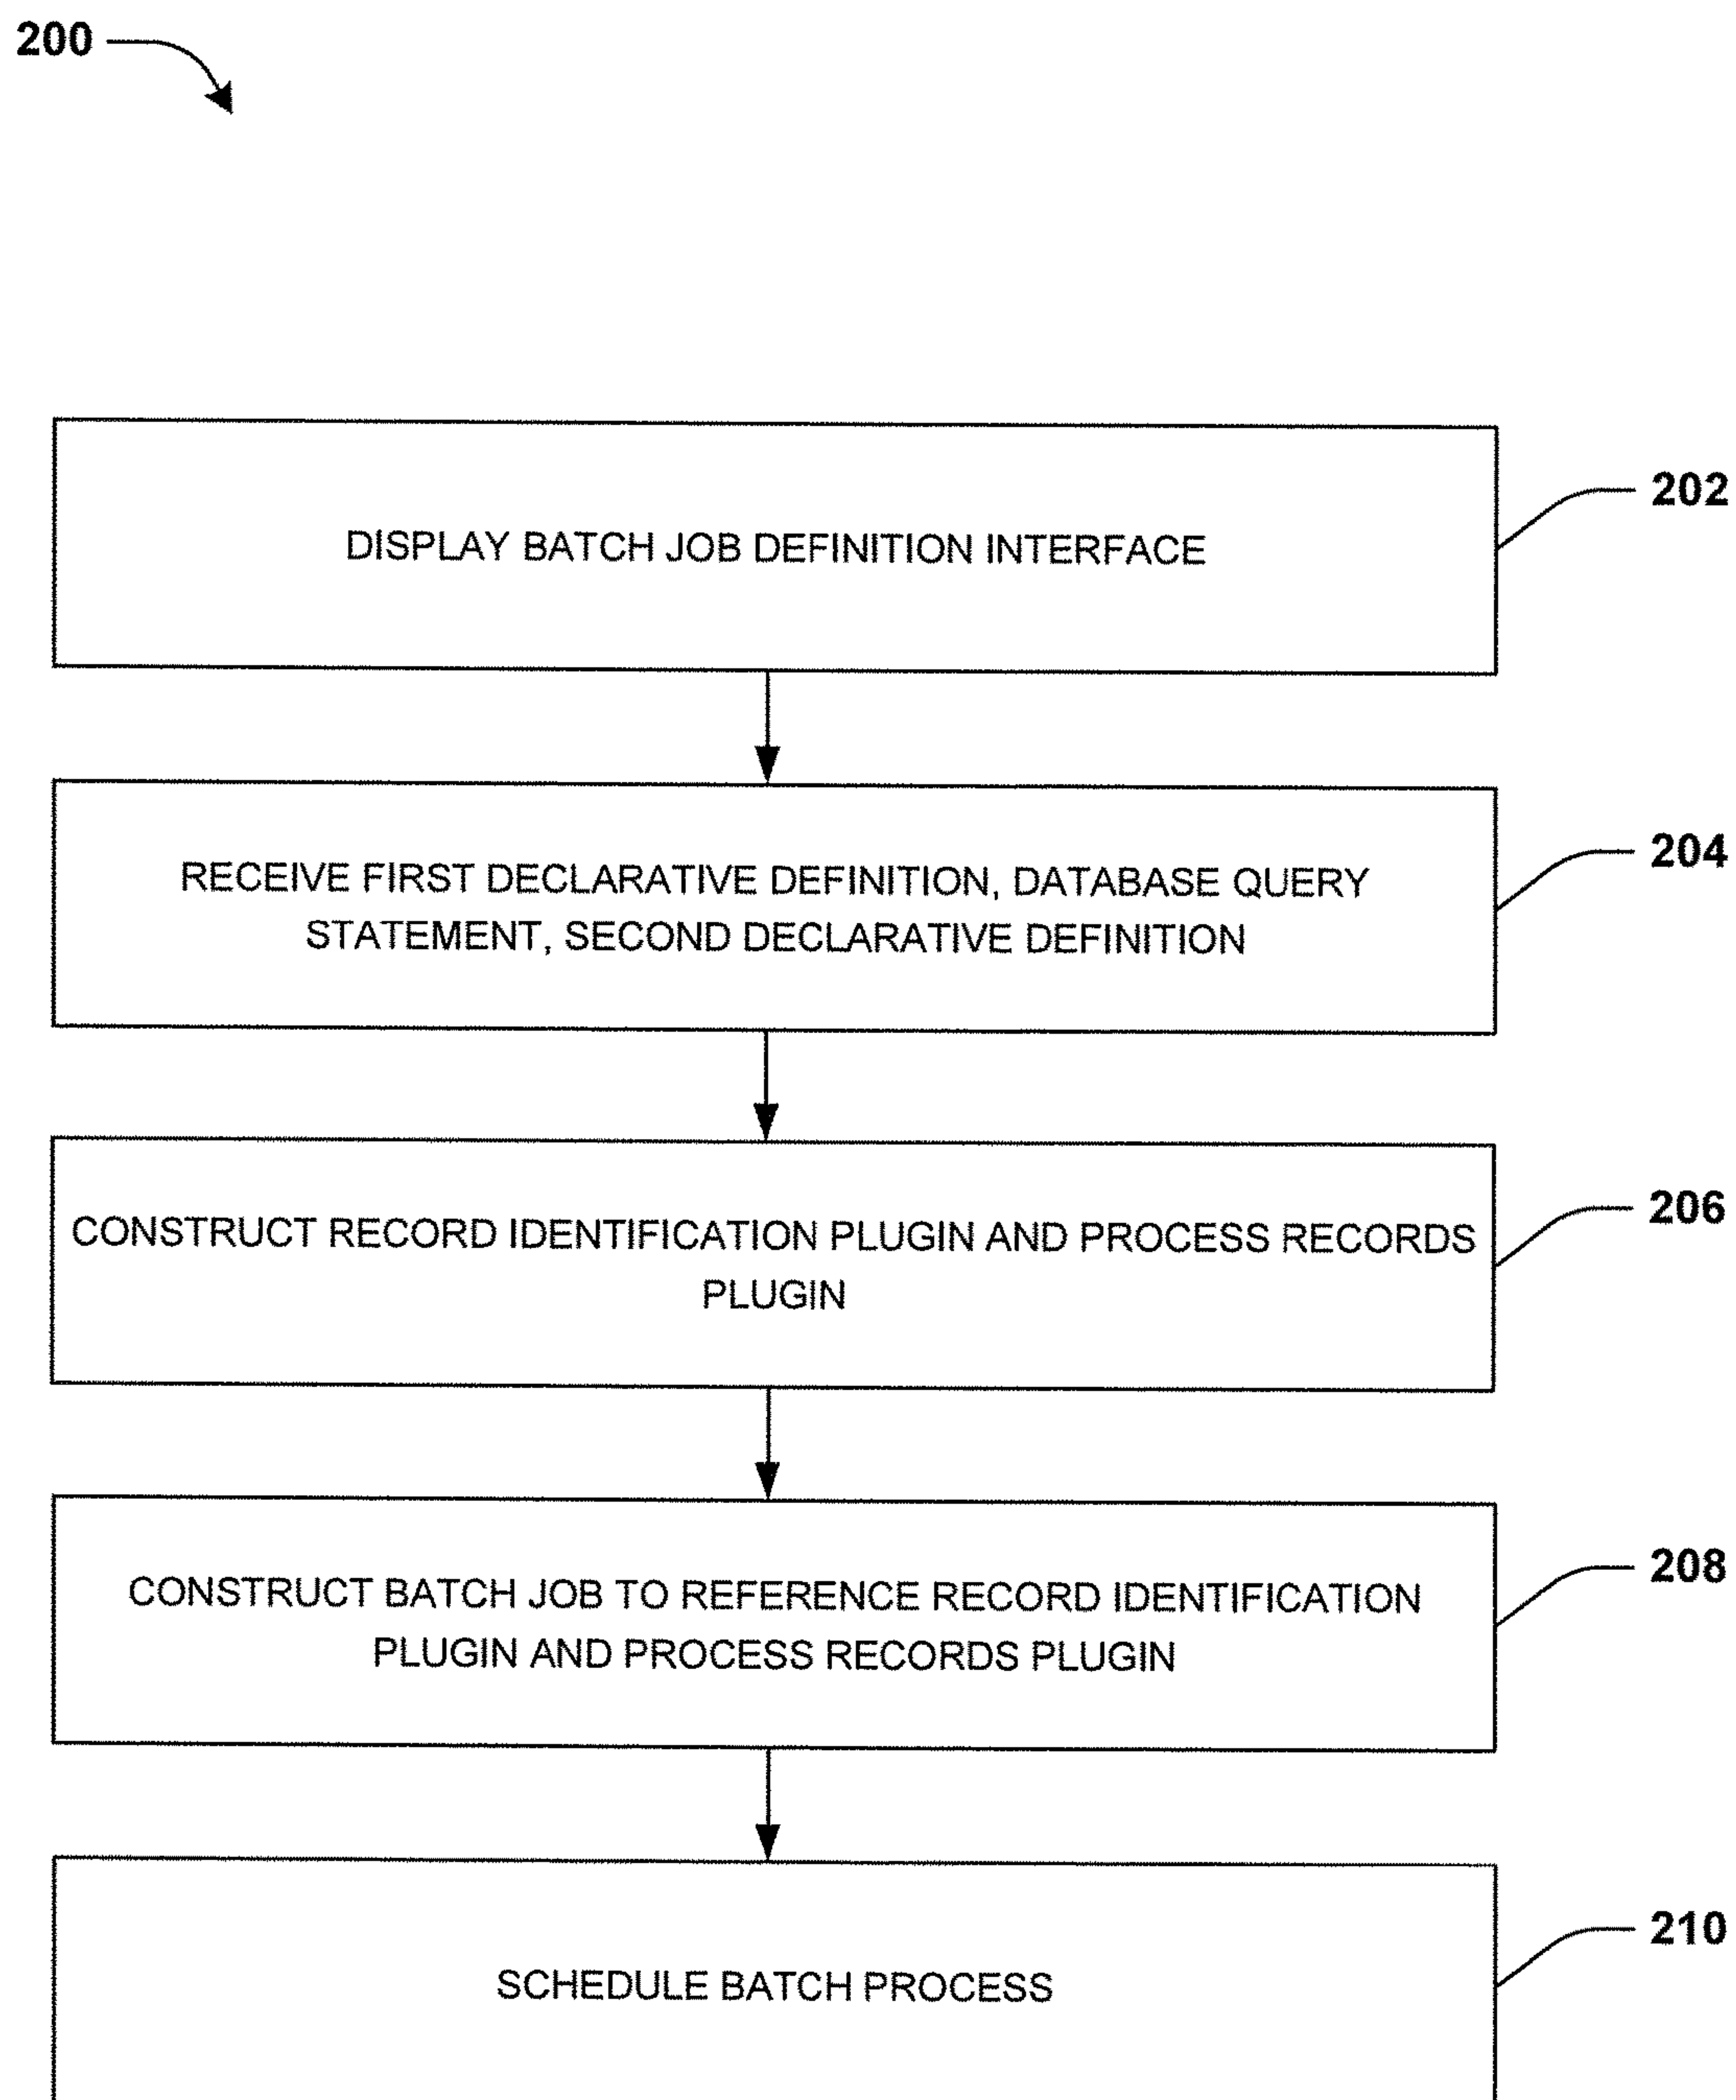 200
DISPLAY BATCH JOB DEFINITION INTERFACE
202
RECEIVE FIRST DECLARATIVE DEFINITION, DATABASE QUERY
STATEMENT, SECOND DECLARATIVE DEFINITION
204
CONSTRUCT RECORD IDENTIFICATION PLUGIN AND PROCESS RECORDS
PLUGIN
206
CONSTRUCT BATCH JOB TO REFERENCE RECORD IDENTIFICATION
PLUGIN AND PROCESS RECORDS PLUGIN
208
SCHEDULE BATCH PROCESS
210